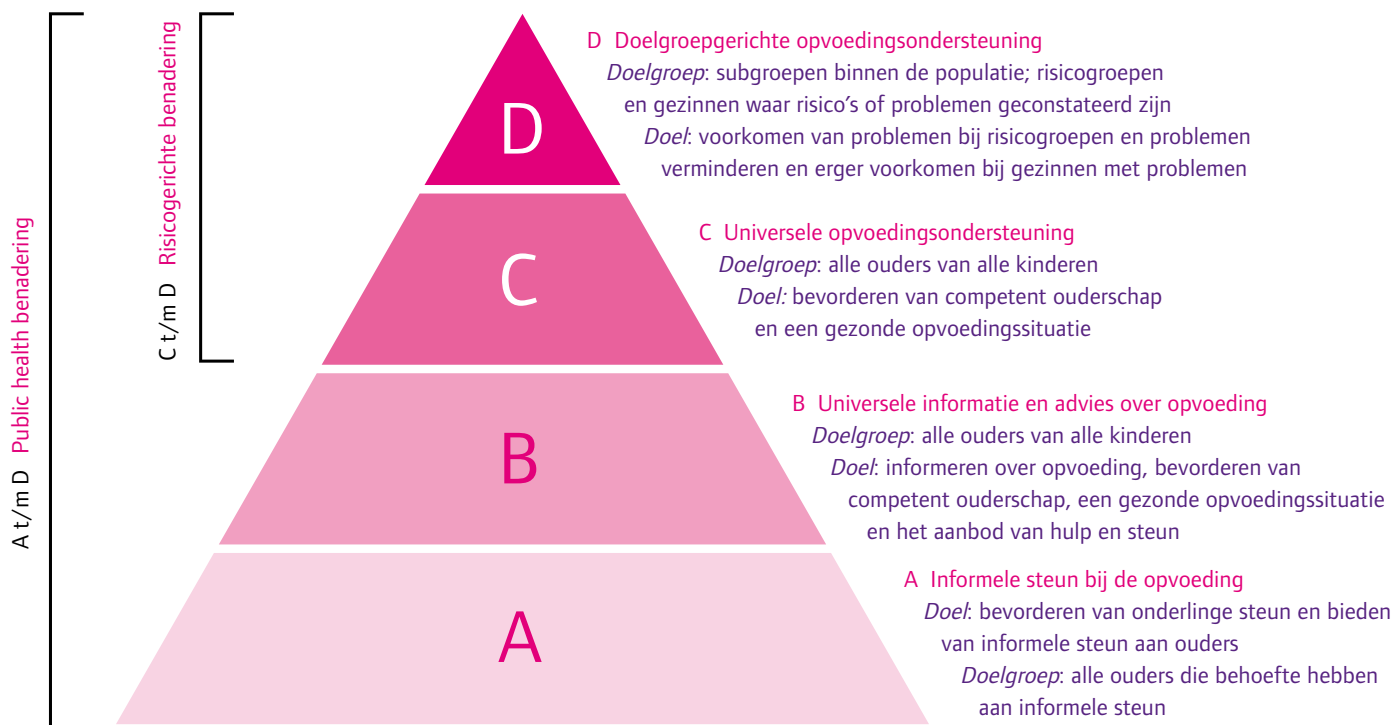 A t/m D Public health benadering
C t/m D Risicogerichte benadering
D
C
B
A
D Doelgroepgerichte opvoedingsondersteuning
Doelgroep: subgroepen binnen de populatie; risicogroepen
en gezinnen waar risico's of problemen geconstateerd zijn
Doel: voorkomen van problemen bij risicogroepen en problemen
verminderen en erger voorkomen bij gezinnen met problemen
C Universele opvoedingsondersteuning
Doelgroep: alle ouders van alle kinderen
Doel: bevorderen van competent ouderschap
en een gezonde opvoedingssituatie
B Universele informatie en advies over opvoeding
Doelgroep: alle ouders van alle kinderen
Doel: informeren over opvoeding, bevorderen van
competent ouderschap, een gezonde opvoedingssituatie
en het aanbod van hulp en steun
A Informele steun bij de opvoeding
Doel: bevorderen van onderlinge steun en bieden
van informele steun aan ouders
Doelgroep: alle ouders die behoefte hebben
aan informele steun